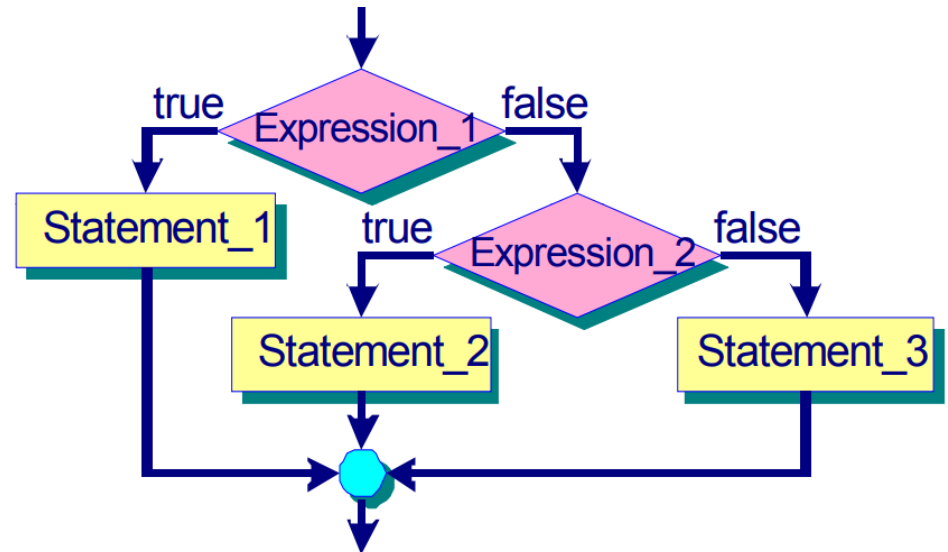 true
false
Expression_1
Statement_1
true
false
Expression_2
Statement_2
Statement_3